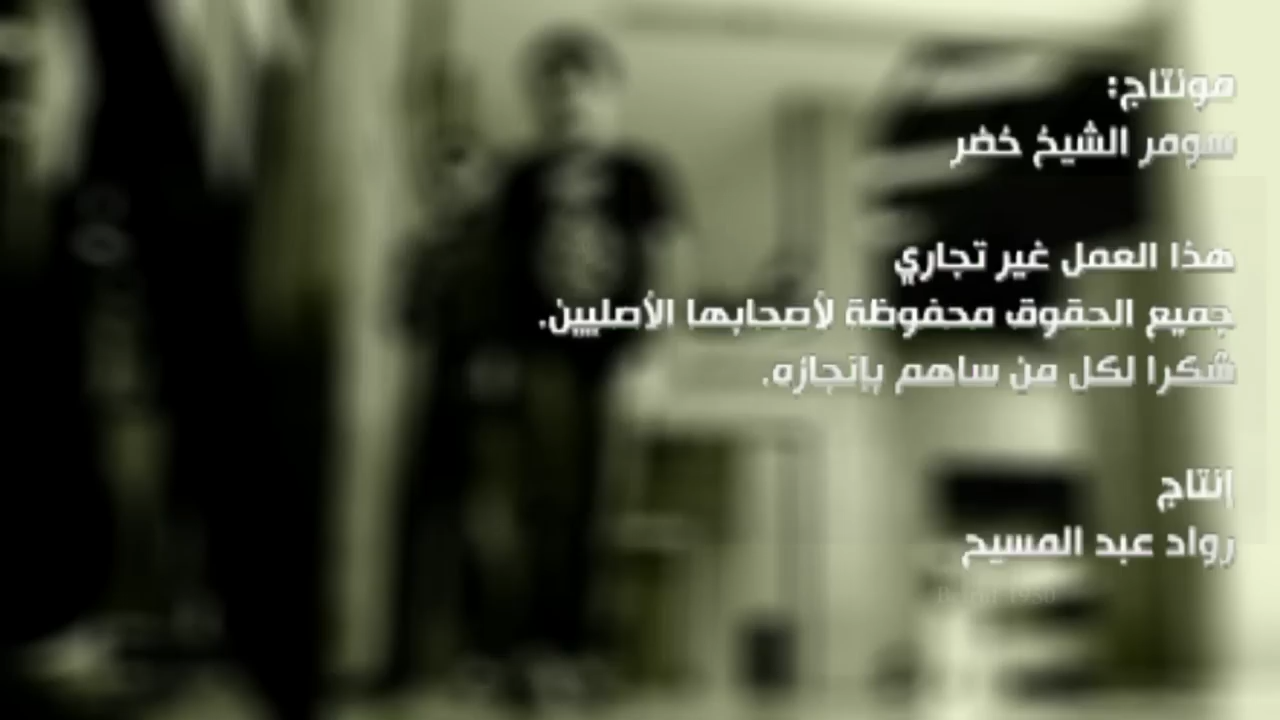 مونتاج:
سومر الشيخ خضر
هذا العمل غير تجاري
جميع الحقوق محفوظة لأصحابها الأصليين.
شكرا لكل من ساهم بإنجازه.
إنتاج
رواد عبد المسيح